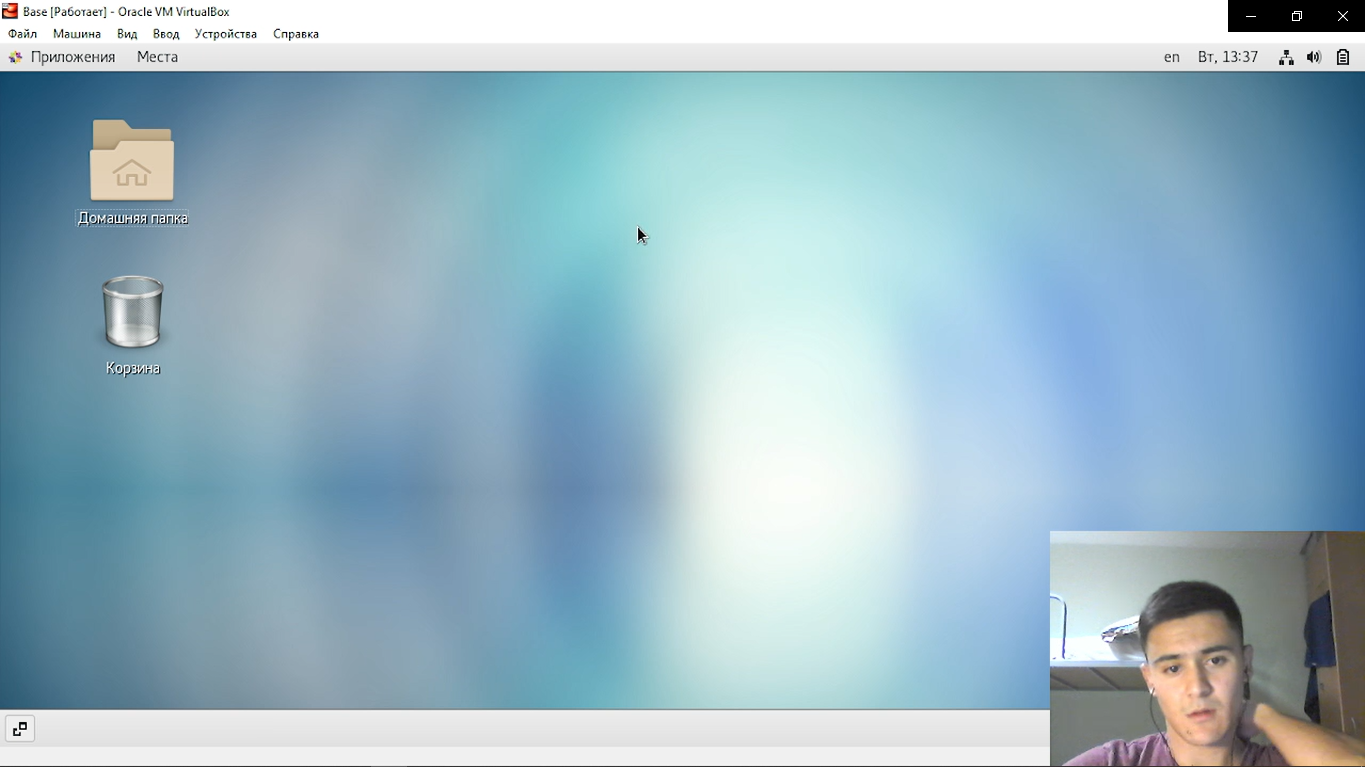 Base [Работает] - Oracle VM VirtualBox
Файл Машина Вид Ввод Устройства Справка
Приложения Места en Вт, 13:37
Домашняя папка
Корзина